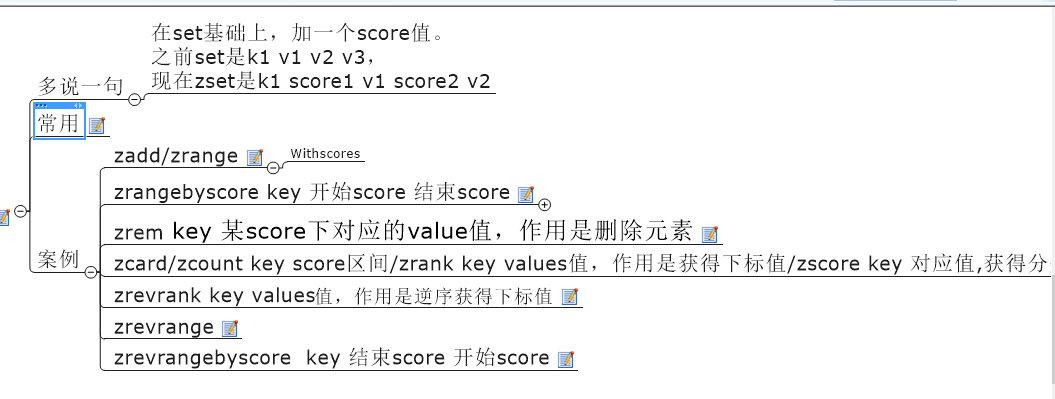 在set基础上，加一个score值。
之前set是k1 v1 v2 v3，
现在zset是k1 score1 v1 score2 v2
多说一句
常用
zadd/zrange
Withscores
zrangebyscore key 开始score 结束score
zrem key 某score下对应的value值，作用是删除元素
案例
zcard/zcount key score区间/zrank key values值，作用是获得下标值/zscore key 对应值,获得分
zrevrank key values值，作用是逆序获得下标值
zrevrange
zrevrangebyscore  key 结束score 开始score